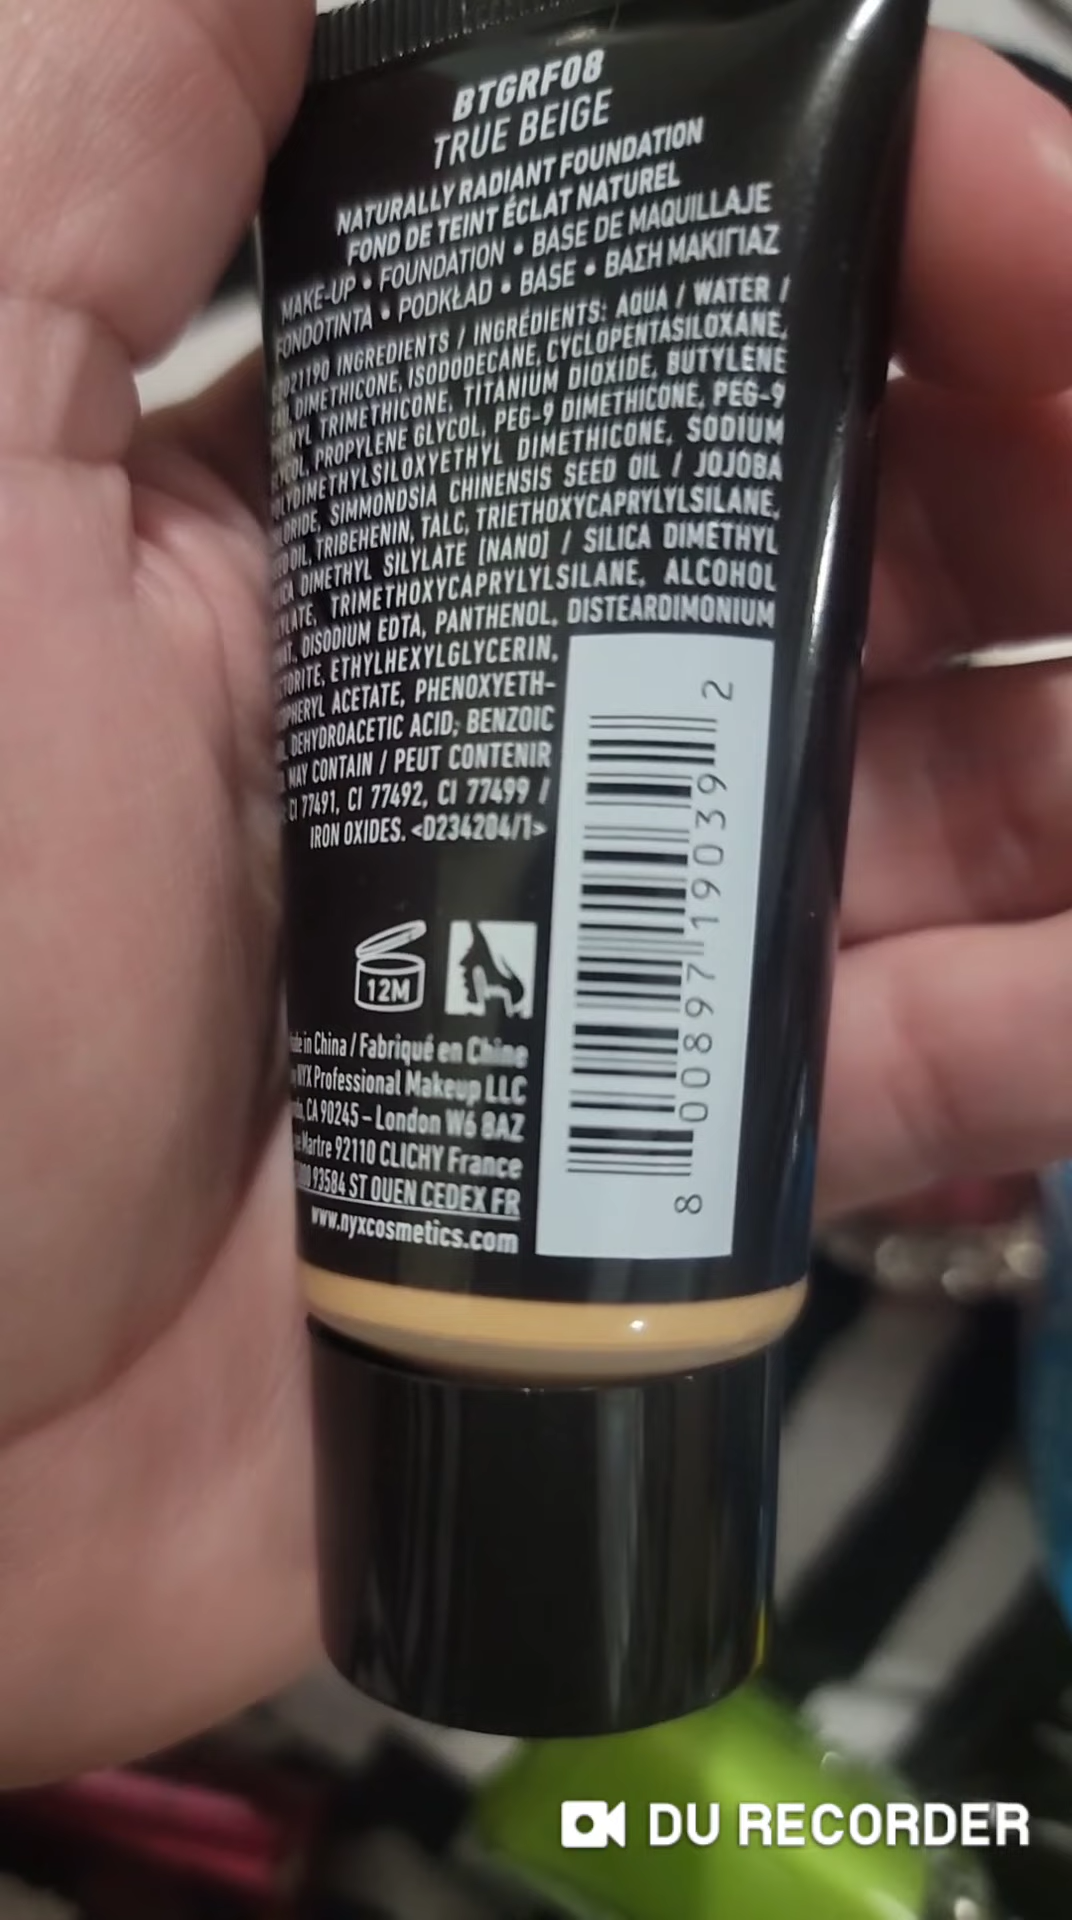 BTGRF08
TRUE BEIGE
NATURALLY RADIANT FOUNDATION
FOND DE TEINT ÉCLAT NATUREL
MAKE-UP • FOUNDATION • BASE DE MAQUILLAJE
FONDOTINTA • PODKŁAD • BASE • ΒΑΣΗ ΜΑΚΙΓΙΑΖ
INGREDIENTS / INGRÉDIENTS: AQUA / WATER /
DIMETHICONE, ISODODECANE, CYCLOPENTASILOXANE,
TRIMETHICONE, TITANIUM DIOXIDE, BUTYLENE
PROPYLENE GLYCOL, PEG-9 DIMETHICONE, PEG-9
DIMETHICONE, SODIUM
SIMMONDSIA CHINENSIS SEED OIL / JOJOBA
OIL, TRIBEHENIN, TALC, TRIETHOXYCAPRYLYLSILANE,
DIMETHYL SILYLATE [NANO] / SILICA DIMETHYL
TRIMETHOXYCAPRYLYLSILANE, ALCOHOL
DISODIUM EDTA, PANTHENOL, DISTEARDIMONIUM
ETHYLHEXYLGLYCERIN,
ACETATE, PHENOXYETH-
DEHYDROACETIC ACID, BENZOIC
MAY CONTAIN / PEUT CONTENIR
CI 77491, CI 77492, CI 77499 /
IRON OXIDES. <D234204/1>
12M
in China / Fabriqué en Chine
NYX Professional Makeup LLC
CA 90245 – London W6 8AZ
Martre 92110 CLICHY France
93584 ST OUEN CEDEX FR
www.nyxcosmetics.com
8 00897 19039 2
DU RECORDER